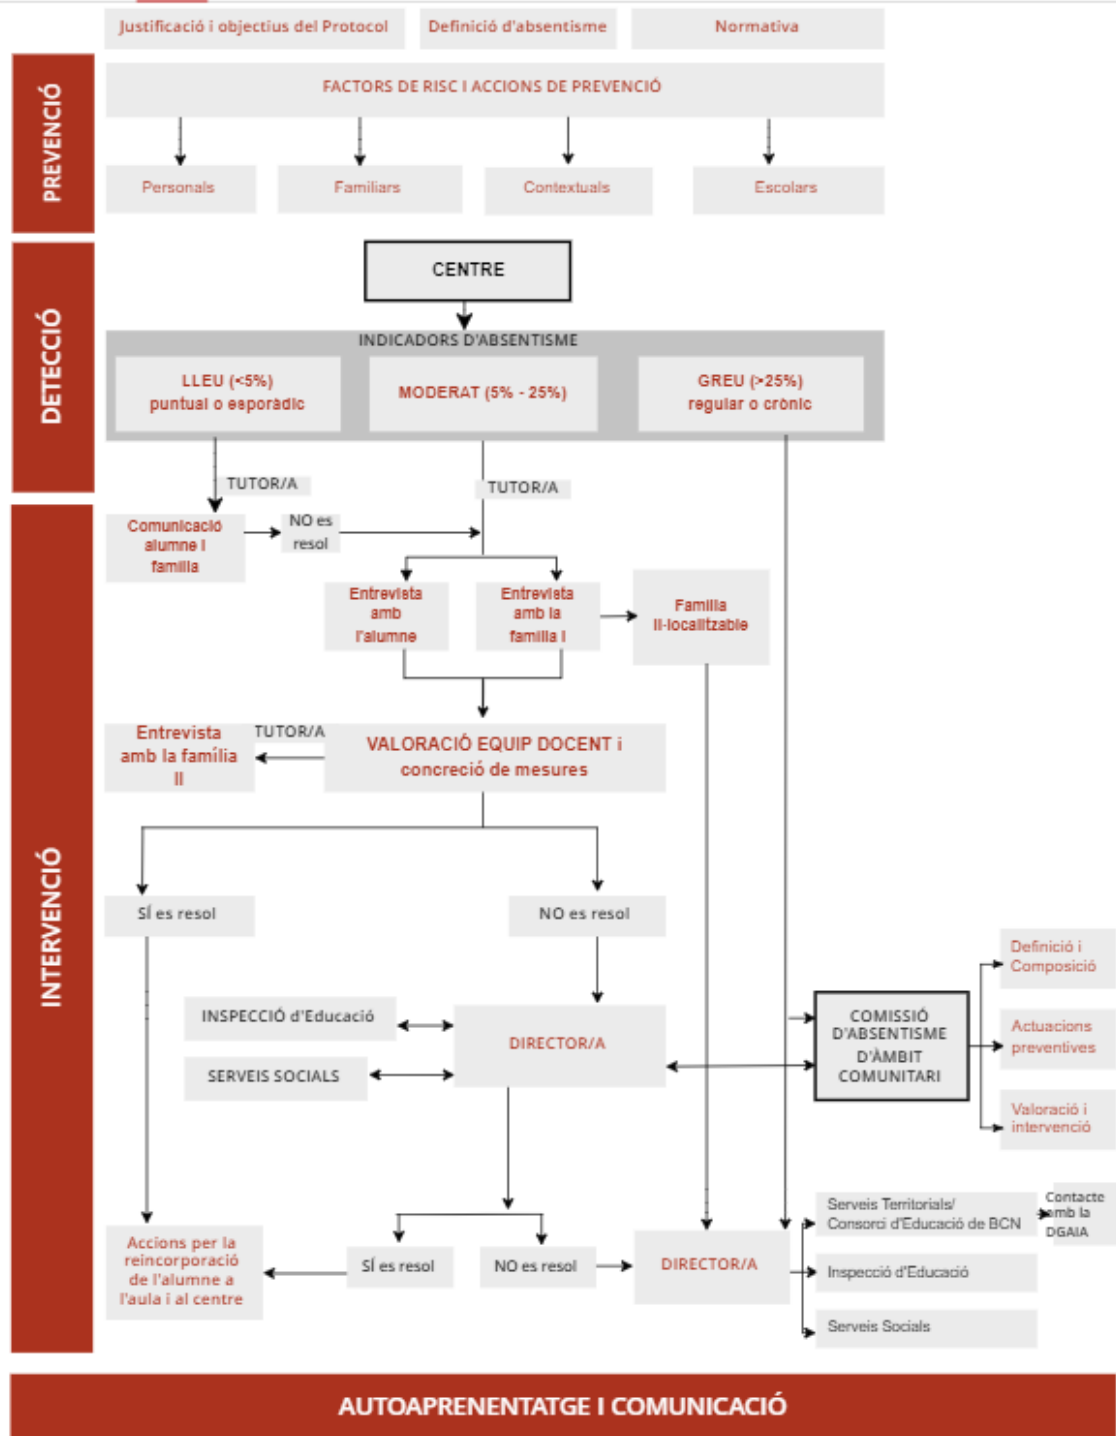 Justificació i objectius del Protocol
Definició d'absentisme
Normativa
PREVENCIÓ
FACTORS DE RISC I ACCIONS DE PREVENCIÓ
Personals
Familiars
Contextuals
Escolars
DETECCIÓ
CENTRE
INDICADORS D'ABSENTISME
LLEU (<5%)
puntual o esporàdic
MODERAT (5% - 25%)
GREU (>25%)
regular o crònic
TUTOR/A
TUTOR/A
INTERVENCIÓ
Comunicació
alumne i
família
NO es
resol
Entrevista
amb
l'alumne
Entrevista
amb la
família I
Família
Il·localitzable
Entrevista
amb la família
II
TUTOR/A
VALORACIÓ EQUIP DOCENT i
concreció de mesures
SÍ es resol
NO es resol
INSPECCIÓ d'Educació
SERVEIS SOCIALS
DIRECTOR/A
COMISSIÓ
D'ABSENTISME
D'ÀMBIT
COMUNITARI
Definició i
Composició
Actuacions
preventives
Valoració i
intervenció
Accions per la
reincorporació
de l'alumne a
l'aula i al centre
SÍ es resol
NO es resol
DIRECTOR/A
Serveis Territorials/
Consorci d'Educació de BCN
Contacte
amb la
DGAIA
Inspecció d'Educació
Serveis Socials
AUTOAPRENENTATGE I COMUNICACIÓ